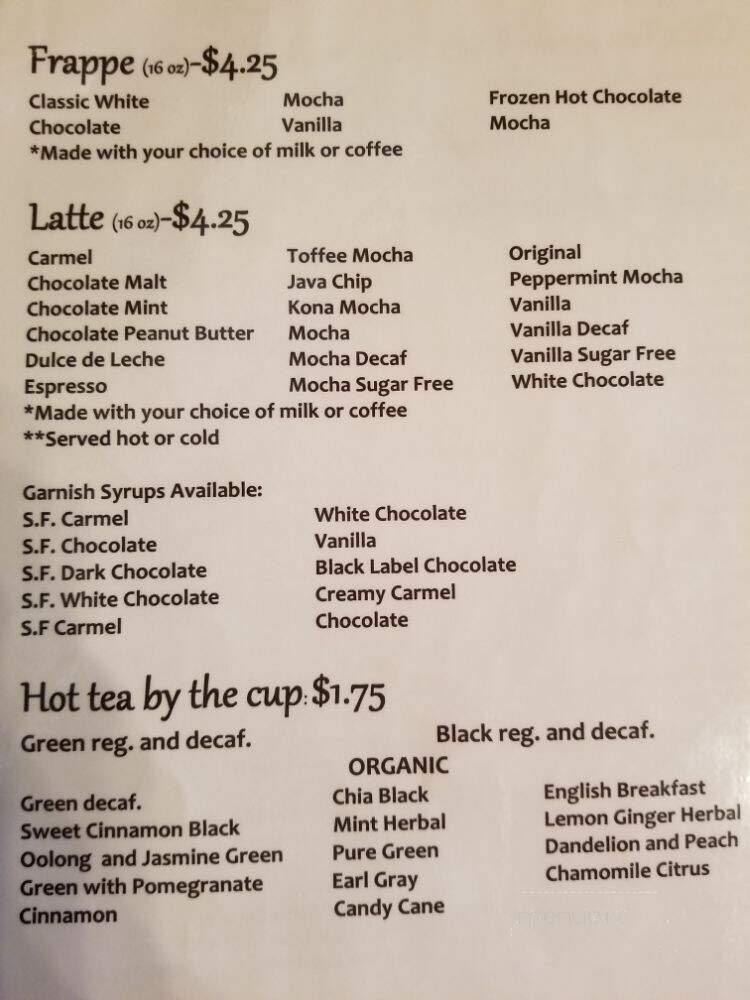 Frappe (16 oz)-$4.25
Classic White Mocha Frozen Hot Chocolate
Chocolate Vanilla Mocha
*Made with your choice of milk or coffee
Latte (16 oz)-$4.25
Carmel Toffee Mocha Original
Chocolate Malt Java Chip Peppermint Mocha
Chocolate Mint Kona Mocha Vanilla
Chocolate Peanut Butter Mocha Vanilla Decaf
Dulce de Leche Mocha Decaf Vanilla Sugar Free
Espresso Mocha Sugar Free White Chocolate
*Made with your choice of milk or coffee
**Served hot or cold
Garnish Syrups Available:
S.F. Carmel White Chocolate
S.F. Chocolate Vanilla
S.F. Dark Chocolate Black Label Chocolate
S.F. White Chocolate Creamy Carmel
S.F Carmel Chocolate
Hot tea by the cup: $1.75
Green reg. and decaf. Black reg. and decaf.
ORGANIC
Green decaf. Chia Black English Breakfast
Sweet Cinnamon Black Mint Herbal Lemon Ginger Herbal
Oolong and Jasmine Green Pure Green Dandelion and Peach
Green with Pomegranate Earl Gray Chamomile Citrus
Cinnamon Candy Cane